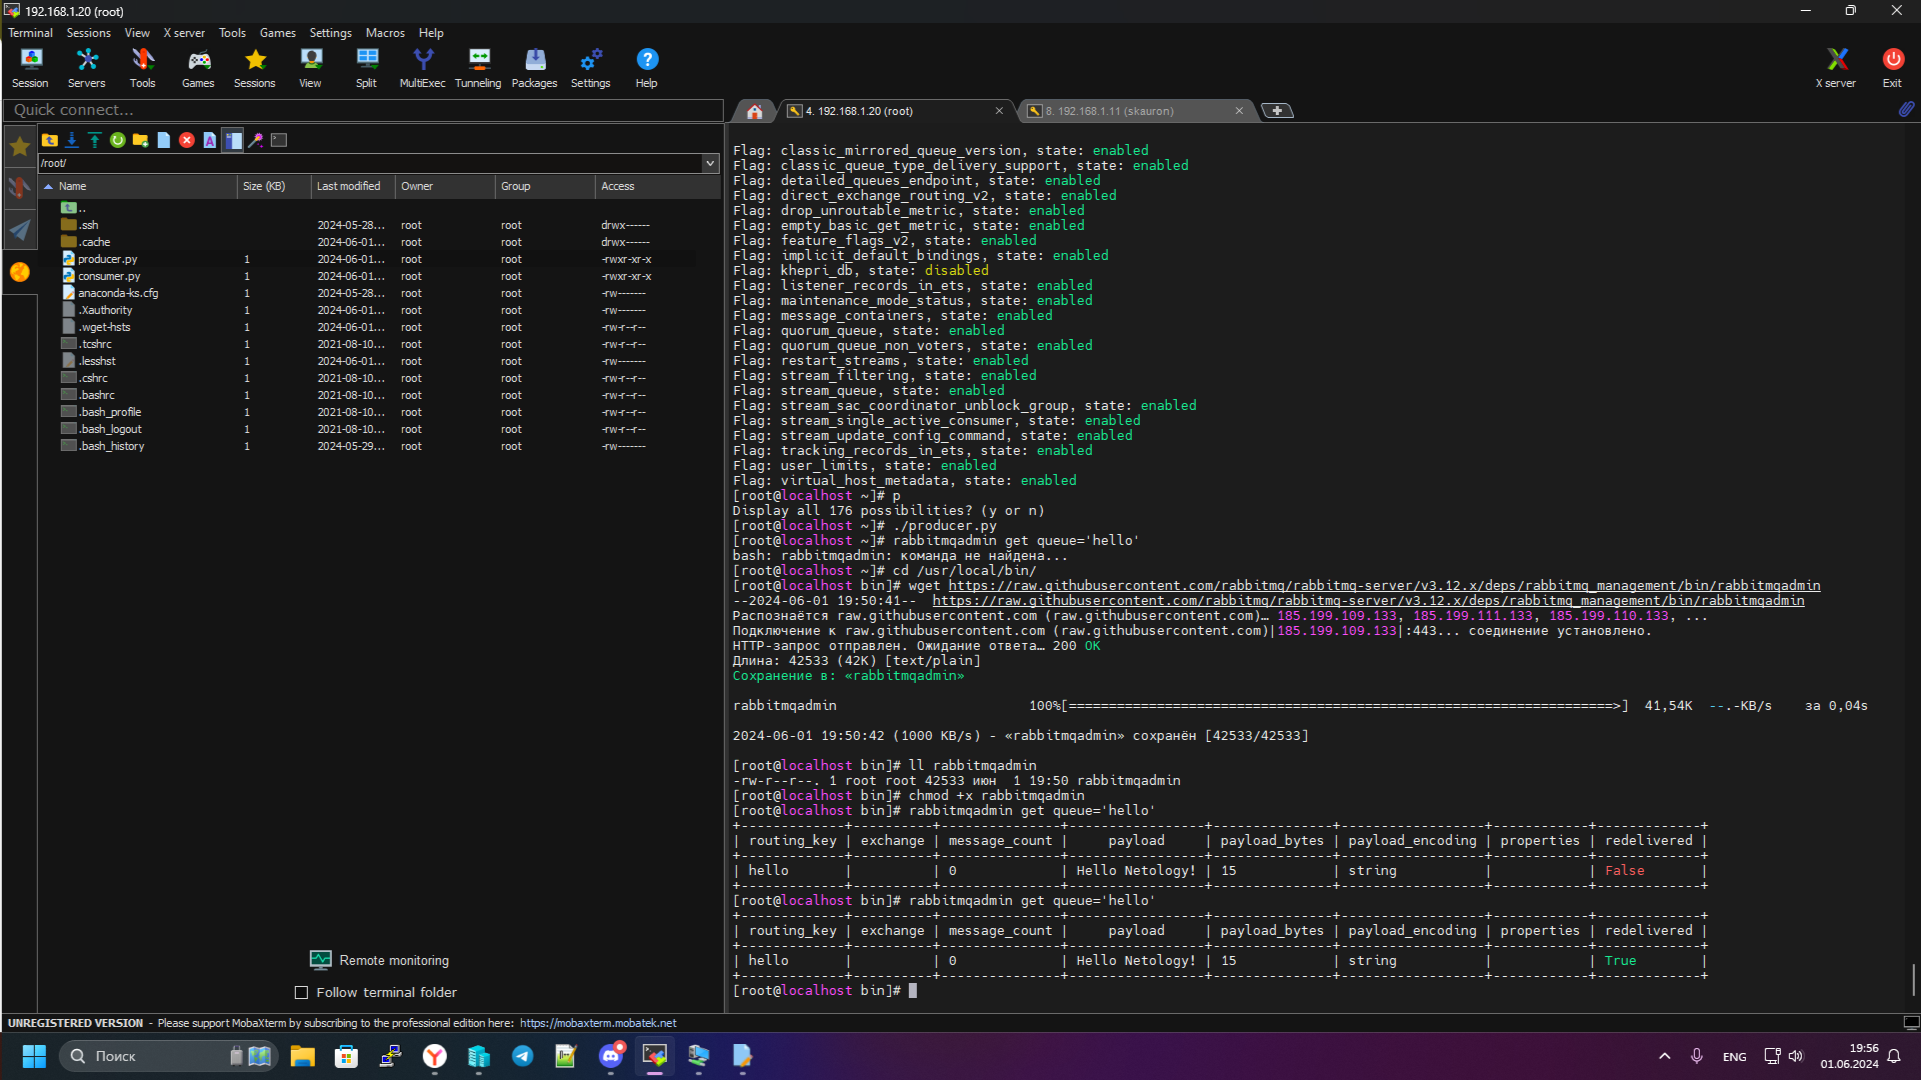 192.168.1.20 (root)
Terminal Sessions View X server Tools Games Settings Macros Help
Session Servers Tools Games Sessions View Split MultiExec Tunneling Packages Settings Help X server Exit
Quick connect...
4. 192.168.1.20 (root)
8. 192.168.1.11 (skauron)
/root/
Name Size (KB) Last modified Owner Group Access
..
.ssh 2024-05-28... root root drwx------
.cache 2024-06-01... root root drwx------
producer.py 1 2024-06-01... root root -rwxr-xr-x
consumer.py 1 2024-06-01... root root -rwxr-xr-x
anaconda-ks.cfg 1 2024-05-28... root root -rw-------
.Xauthority 1 2024-06-01... root root -rw-------
.wget-hsts 1 2024-06-01... root root -rw-r--r--
.tcshrc 1 2021-08-10... root root -rw-r--r--
.lesshst 1 2024-06-01... root root -rw-------
.cshrc 1 2021-08-10... root root -rw-r--r--
.bashrc 1 2021-08-10... root root -rw-r--r--
.bash_profile 1 2021-08-10... root root -rw-r--r--
.bash_logout 1 2021-08-10... root root -rw-r--r--
.bash_history 1 2024-05-29... root root -rw-------
Remote monitoring
Follow terminal folder
Flag: classic_mirrored_queue_version, state: enabled
Flag: classic_queue_type_delivery_support, state: enabled
Flag: detailed_queues_endpoint, state: enabled
Flag: direct_exchange_routing_v2, state: enabled
Flag: drop_unroutable_metric, state: enabled
Flag: empty_basic_get_metric, state: enabled
Flag: feature_flags_v2, state: enabled
Flag: implicit_default_bindings, state: enabled
Flag: khepri_db, state: disabled
Flag: listener_records_in_ets, state: enabled
Flag: maintenance_mode_status, state: enabled
Flag: message_containers, state: enabled
Flag: quorum_queue, state: enabled
Flag: quorum_queue_non_voters, state: enabled
Flag: restart_streams, state: enabled
Flag: stream_filtering, state: enabled
Flag: stream_queue, state: enabled
Flag: stream_sac_coordinator_unblock_group, state: enabled
Flag: stream_single_active_consumer, state: enabled
Flag: stream_update_config_command, state: enabled
Flag: tracking_records_in_ets, state: enabled
Flag: user_limits, state: enabled
Flag: virtual_host_metadata, state: enabled
[root@localhost ~]# p
Display all 176 possibilities? (y or n)
[root@localhost ~]# ./producer.py
[root@localhost ~]# rabbitmqadmin get queue='hello'
bash: rabbitmqadmin: команда не найдена...
[root@localhost ~]# cd /usr/local/bin/
[root@localhost bin]# wget https://raw.githubusercontent.com/rabbitmq/rabbitmq-server/v3.12.x/deps/rabbitmq_management/bin/rabbitmqadmin
--2024-06-01 19:50:41-- https://raw.githubusercontent.com/rabbitmq/rabbitmq-server/v3.12.x/deps/rabbitmq_management/bin/rabbitmqadmin
Распознаётся raw.githubusercontent.com (raw.githubusercontent.com)… 185.199.109.133, 185.199.111.133, 185.199.110.133, ...
Подключение к raw.githubusercontent.com (raw.githubusercontent.com)|185.199.109.133|:443... соединение установлено.
HTTP-запрос отправлен. Ожидание ответа… 200 OK
Длина: 42533 (42K) [text/plain]
Сохранение в: «rabbitmqadmin»
rabbitmqadmin 100%[====================================================================>] 41,54K --.-KB/s за 0,04s
2024-06-01 19:50:42 (1000 KB/s) - «rabbitmqadmin» сохранён [42533/42533]
[root@localhost bin]# ll rabbitmqadmin
-rw-r--r--. 1 root root 42533 июн 1 19:50 rabbitmqadmin
[root@localhost bin]# chmod +x rabbitmqadmin
[root@localhost bin]# rabbitmqadmin get queue='hello'
+-------------+----------+---------------+-----------------+---------------+------------------+------------+-------------+
| routing_key | exchange | message_count | payload | payload_bytes | payload_encoding | properties | redelivered |
+-------------+----------+---------------+-----------------+---------------+------------------+------------+-------------+
| hello | | 0 | Hello Netology! | 15 | string | | False |
+-------------+----------+---------------+-----------------+---------------+------------------+------------+-------------+
[root@localhost bin]# rabbitmqadmin get queue='hello'
+-------------+----------+---------------+-----------------+---------------+------------------+------------+-------------+
| routing_key | exchange | message_count | payload | payload_bytes | payload_encoding | properties | redelivered |
+-------------+----------+---------------+-----------------+---------------+------------------+------------+-------------+
| hello | | 0 | Hello Netology! | 15 | string | | True |
+-------------+----------+---------------+-----------------+---------------+------------------+------------+-------------+
[root@localhost bin]#
UNREGISTERED VERSION - Please support MobaXterm by subscribing to the professional edition here: https://mobaxterm.mobatek.net
Поиск
ENG
19:56
01.06.2024